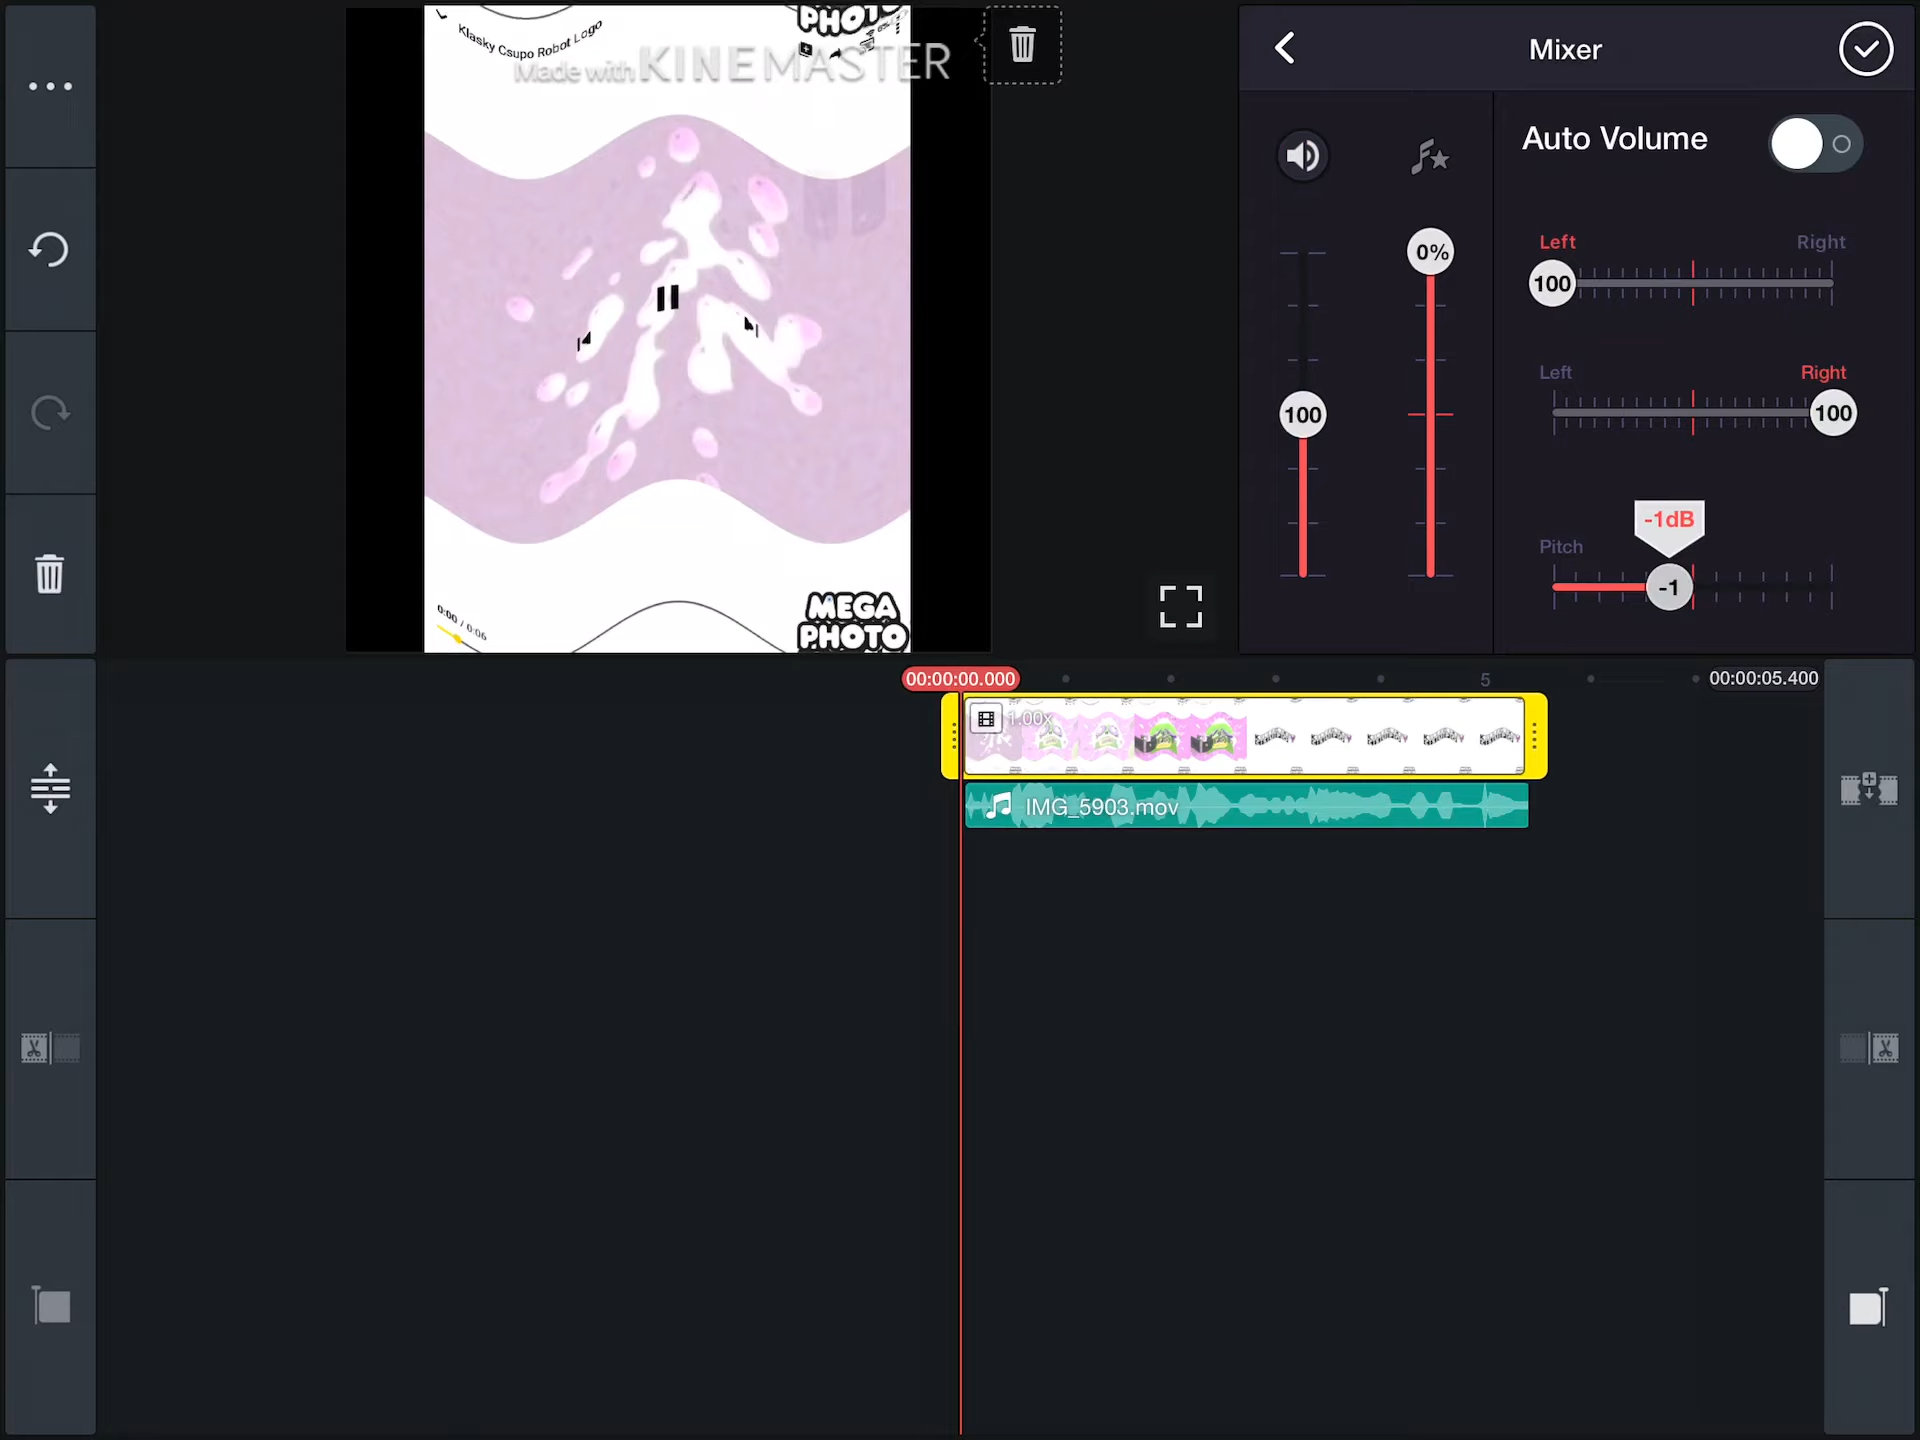 PHOTO
Klasky Csupo Robot Logo
Made with KINEMASTER
MEGA
PHOTO
0:00 / 0:06
Mixer
Auto Volume
0%
100
Left
Right
100
Left
Right
100
-1dB
Pitch
-1
00:00:00.000
5
00:00:05.400
1.00x
IMG_5903.mov